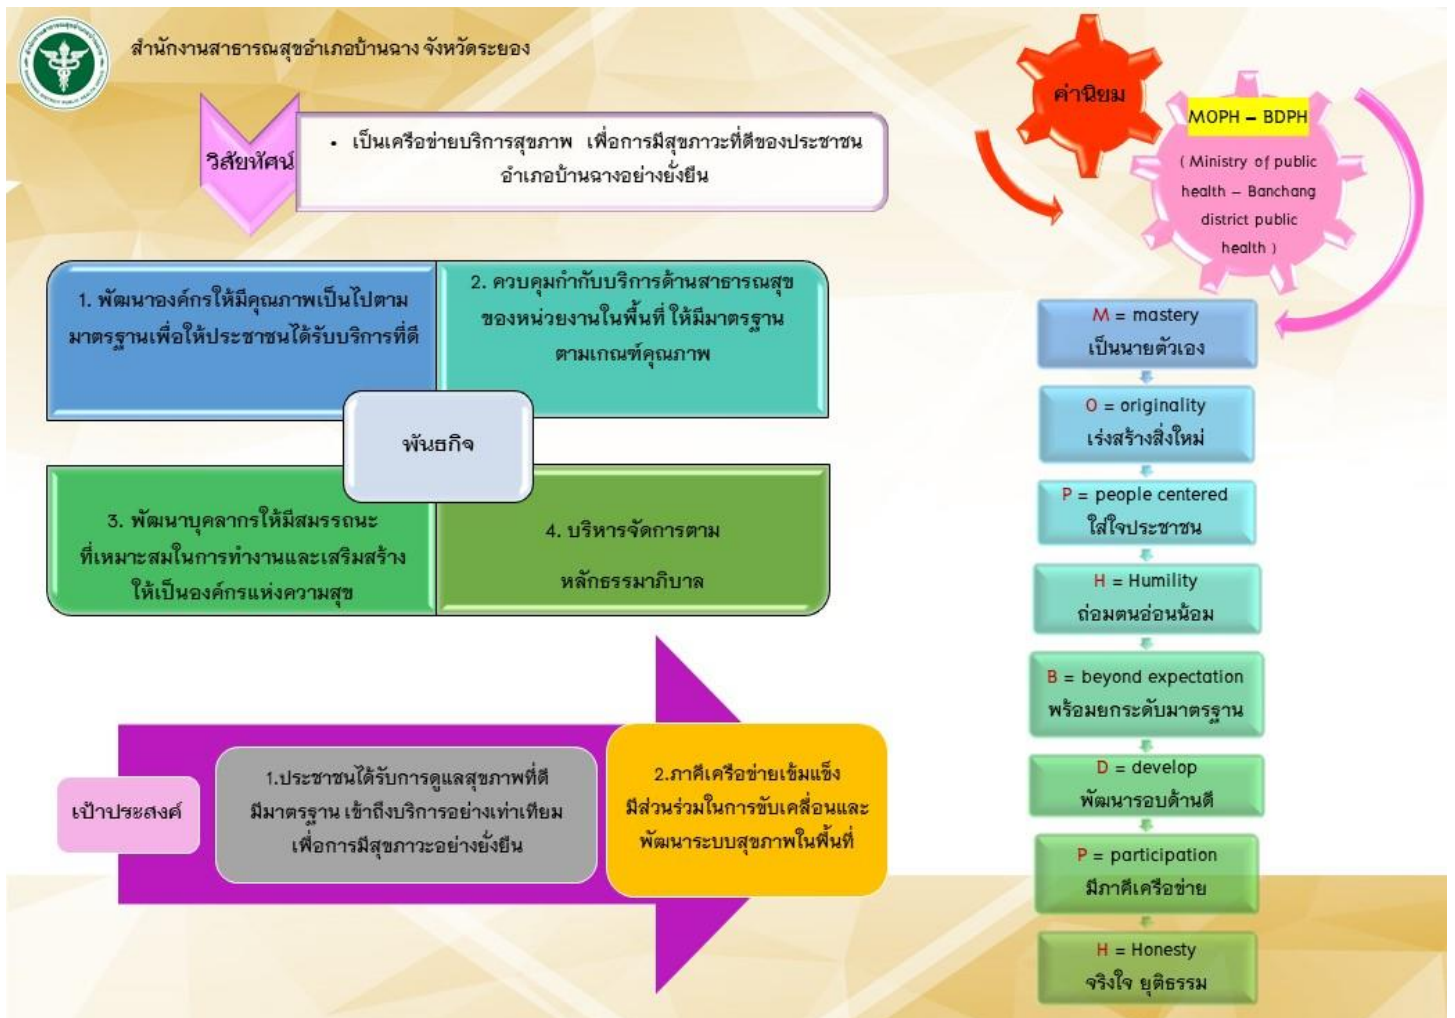 สำนักงานสาธารณสุขอำเภอบ้านฉาง จังหวัดระยอง
วิสัยทัศน์
• เป็นเครือข่ายบริการสุขภาพ เพื่อการมีสุขภาวะที่ดีของประชาชน
อำเภอบ้านฉางอย่างยั่งยืน
1. พัฒนาองค์กรให้มีคุณภาพเป็นไปตาม
มาตรฐานเพื่อให้ประชาชนได้รับบริการที่ดี
2. ควบคุมกำกับบริการด้านสาธารณสุข
ของหน่วยงานในพื้นที่ ให้มีมาตรฐาน
ตามเกณฑ์คุณภาพ
พันธกิจ
3. พัฒนาบุคลากรให้มีสมรรถนะ
ที่เหมาะสมในการทำงานและเสริมสร้าง
ให้เป็นองค์กรแห่งความสุข
4. บริหารจัดการตาม
หลักธรรมาภิบาล
เป้าประสงค์
1.ประชาชนได้รับการดูแลสุขภาพที่ดี
มีมาตรฐาน เข้าถึงบริการอย่างเท่าเทียม
เพื่อการมีสุขภาวะอย่างยั่งยืน
2.ภาคีเครือข่ายเข้มแข็ง
มีส่วนร่วมในการขับเคลื่อนและ
พัฒนาระบบสุขภาพในพื้นที่
ค่านิยม
MOPH – BDPH
( Ministry of public
health – Banchang
district public
health )
M = mastery
เป็นนายตัวเอง
O = originality
เร่งสร้างสิ่งใหม่
P = people centered
ใส่ใจประชาชน
H = Humility
ถ่อมตนอ่อนน้อม
B = beyond expectation
พร้อมยกระดับมาตรฐาน
D = develop
พัฒนารอบด้านดี
P = participation
มีภาคีเครือข่าย
H = Honesty
จริงใจ ยุติธรรม